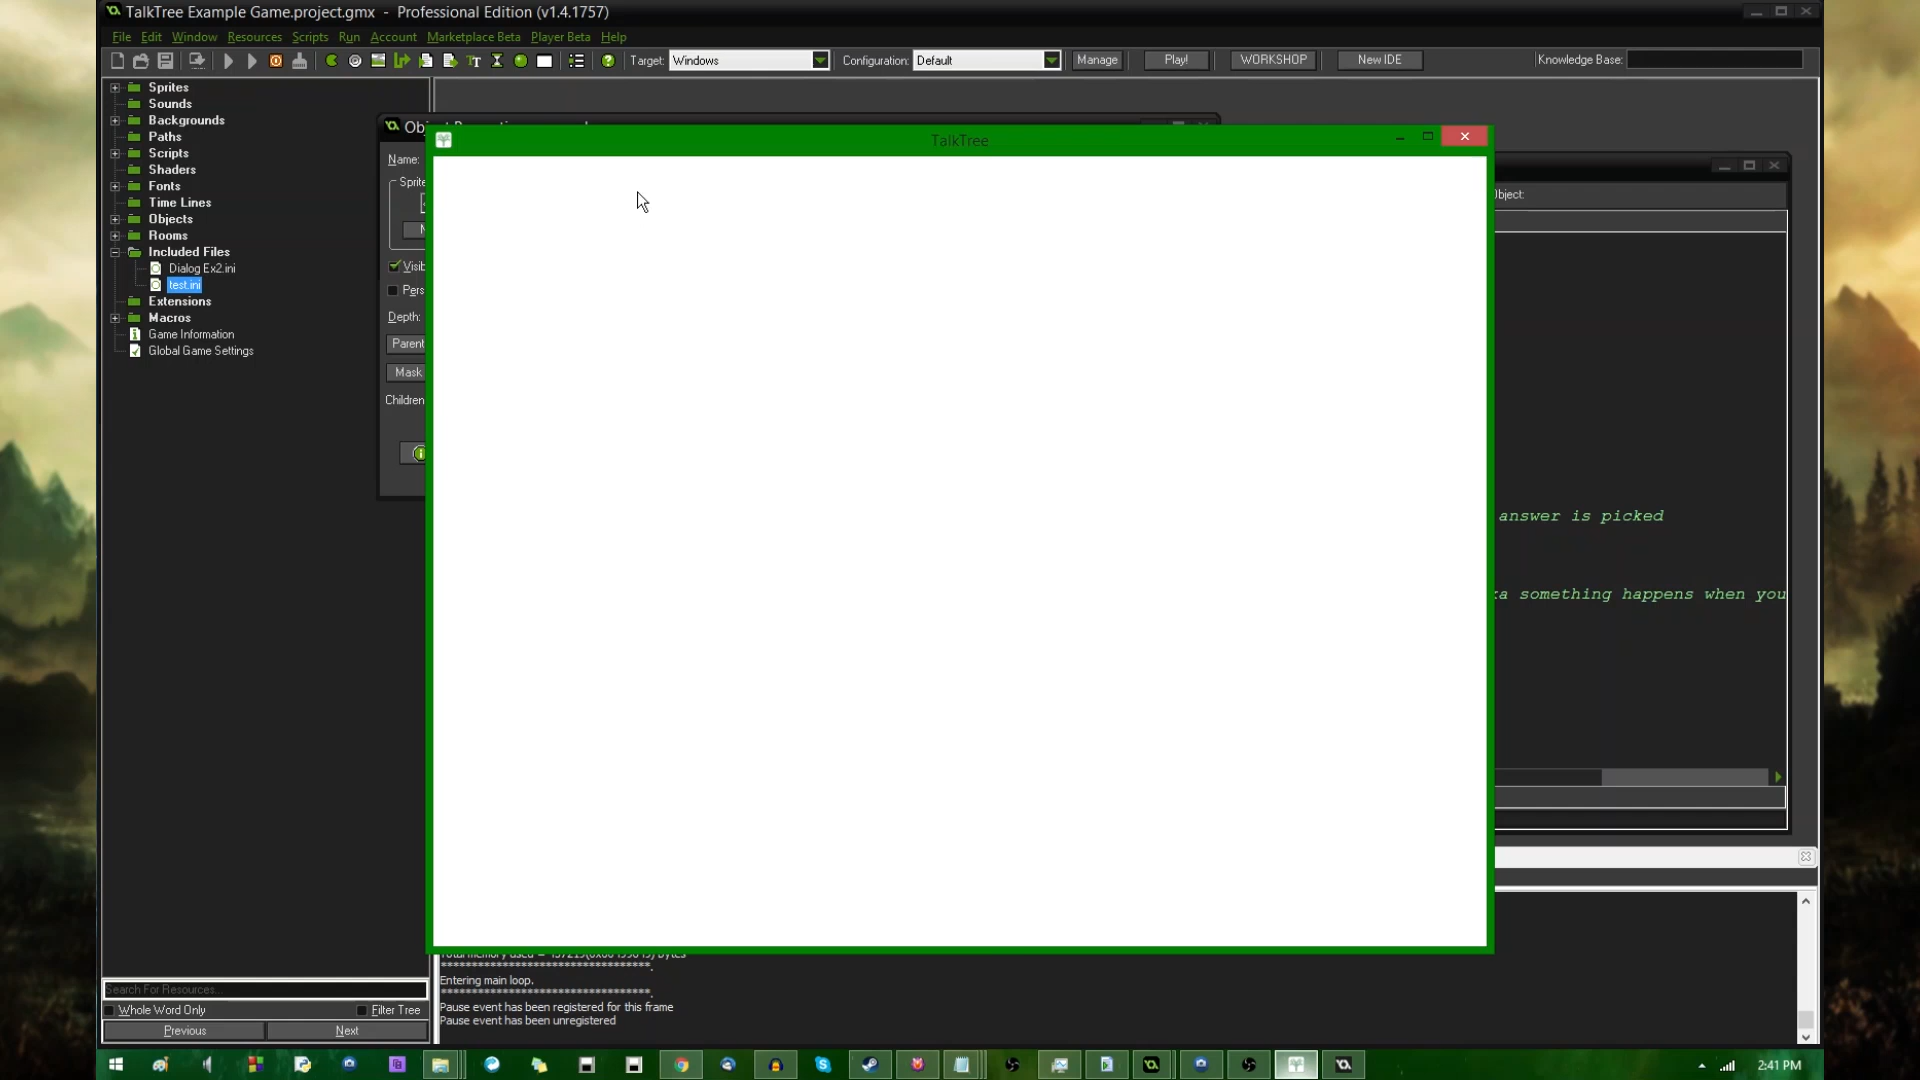 TalkTree Example Game.project.gmx - Professional Edition (v1.4.1757)
File Edit Window Resources Scripts Run Account Marketplace Beta Player Beta Help
Target: Windows Configuration: Default Manage Play! WORKSHOP New IDE Knowledge Base:
Sprites
Sounds
Backgrounds
Paths
Scripts
Shaders
Fonts
Time Lines
Objects
Rooms
Included Files
Dialog Ex2.ini
test.ini
Extensions
Macros
Game Information
Global Game Settings
Name:
Sprite
Depth:
Parent
Mask
Children
TalkTree
Object:
answer is picked
something happens when you
Entering main loop.
Pause event has been registered for this frame
Pause event has been unregistered
Search For Resources...
Whole Word Only Filter Tree
Previous Next
2:41 PM